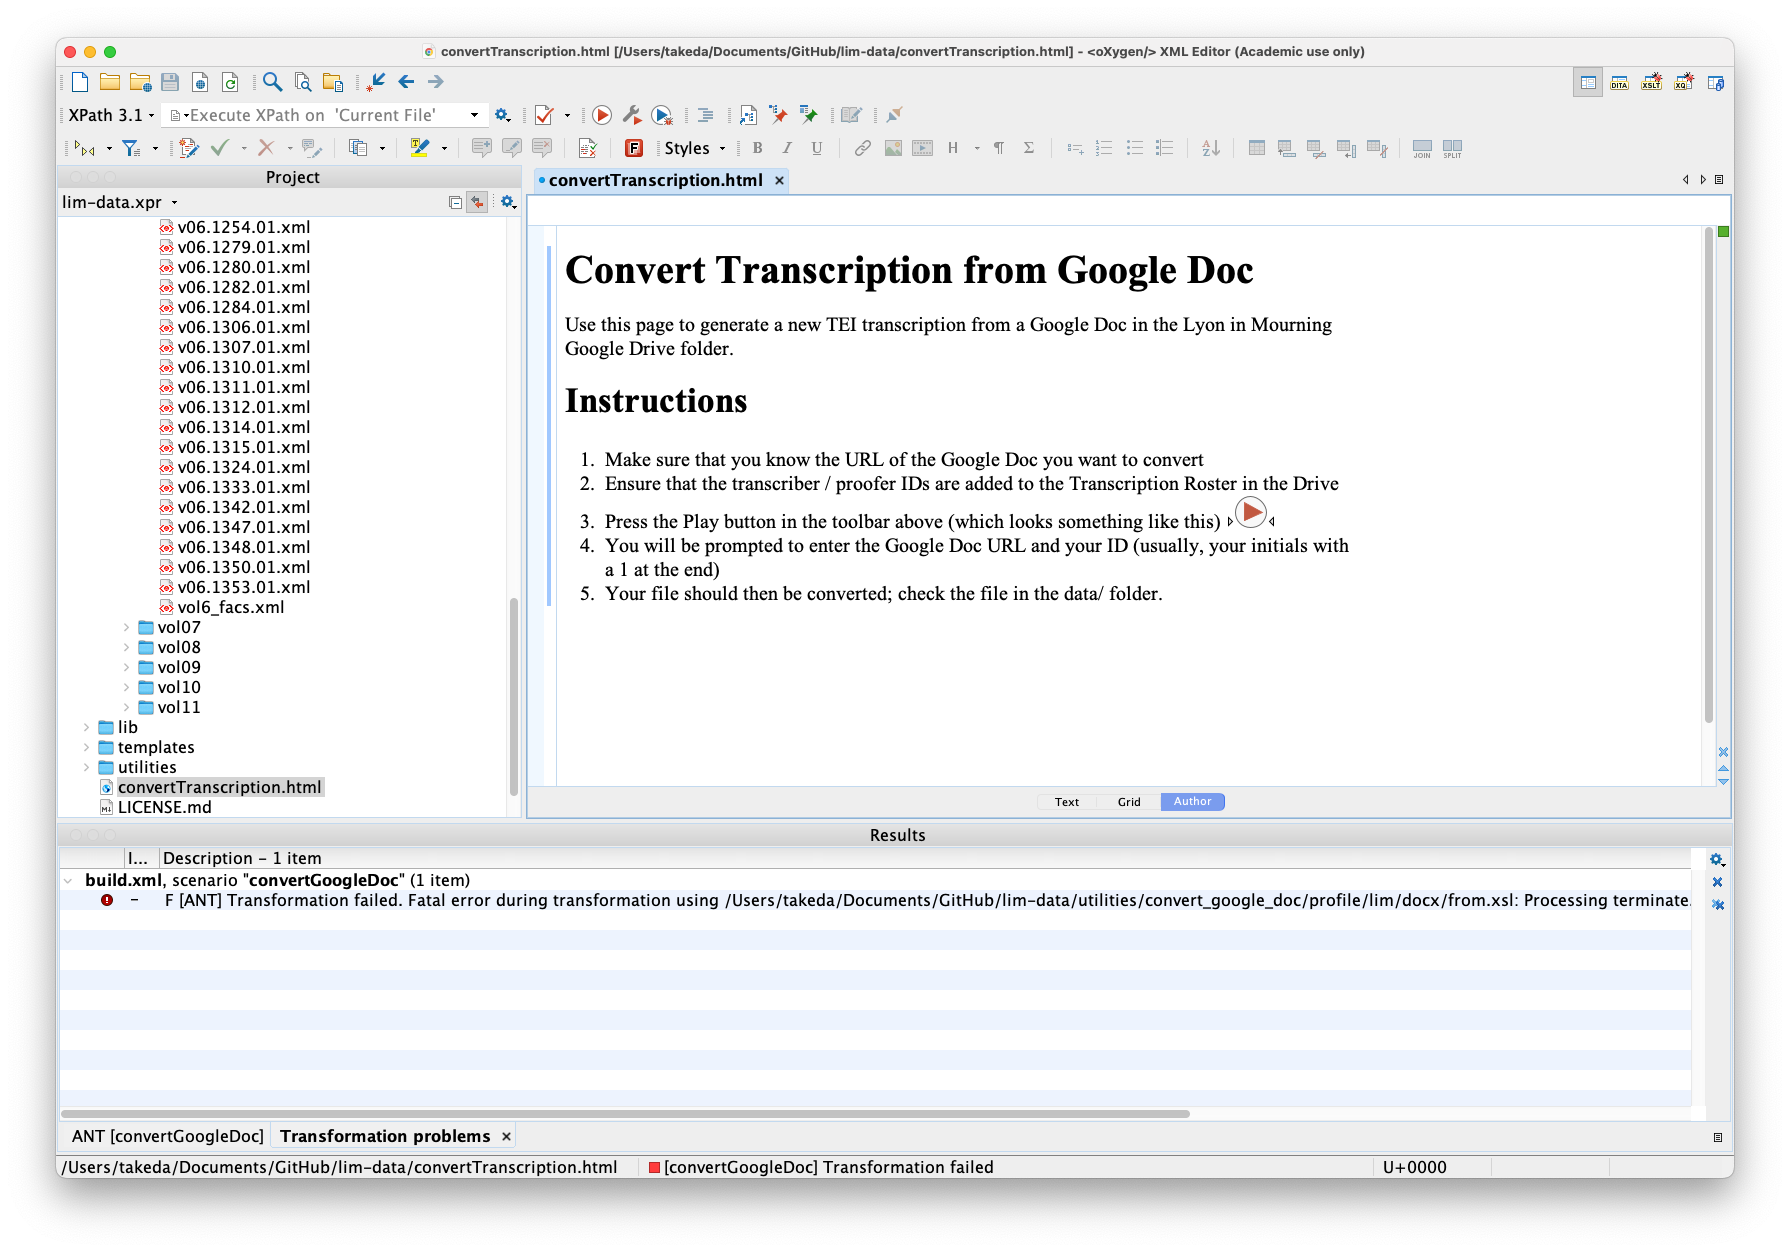 convertTranscription.html [/Users/takeda/Documents/GitHub/lim-data/convertTranscription.html] - <oXygen/> XML Editor (Academic use only)
DITA
XSLT
XQ
XPath 3.1
Execute XPath on 'Current File'
Styles
B I U
H ¶ Σ
JOIN SPLIT
Project
convertTranscription.html ×
lim-data.xpr
v06.1254.01.xml
v06.1279.01.xml
v06.1280.01.xml
v06.1282.01.xml
v06.1284.01.xml
v06.1306.01.xml
v06.1307.01.xml
v06.1310.01.xml
v06.1311.01.xml
v06.1312.01.xml
v06.1314.01.xml
v06.1315.01.xml
v06.1324.01.xml
v06.1333.01.xml
v06.1342.01.xml
v06.1347.01.xml
v06.1348.01.xml
v06.1350.01.xml
v06.1353.01.xml
vol6_facs.xml
vol07
vol08
vol09
vol10
vol11
lib
templates
utilities
convertTranscription.html
LICENSE.md
Convert Transcription from Google Doc
Use this page to generate a new TEI transcription from a Google Doc in the Lyon in Mourning
Google Drive folder.
Instructions
1. Make sure that you know the URL of the Google Doc you want to convert
2. Ensure that the transcriber / proofer IDs are added to the Transcription Roster in the Drive
3. Press the Play button in the toolbar above (which looks something like this)
4. You will be prompted to enter the Google Doc URL and your ID (usually, your initials with
a 1 at the end)
5. Your file should then be converted; check the file in the data/ folder.
Text Grid Author
Results
I... Description – 1 item
build.xml, scenario "convertGoogleDoc" (1 item)
– F [ANT] Transformation failed. Fatal error during transformation using /Users/takeda/Documents/GitHub/lim-data/utilities/convert_google_doc/profile/lim/docx/from.xsl: Processing terminate.
ANT [convertGoogleDoc] Transformation problems ×
/Users/takeda/Documents/GitHub/lim-data/convertTranscription.html [convertGoogleDoc] Transformation failed U+0000